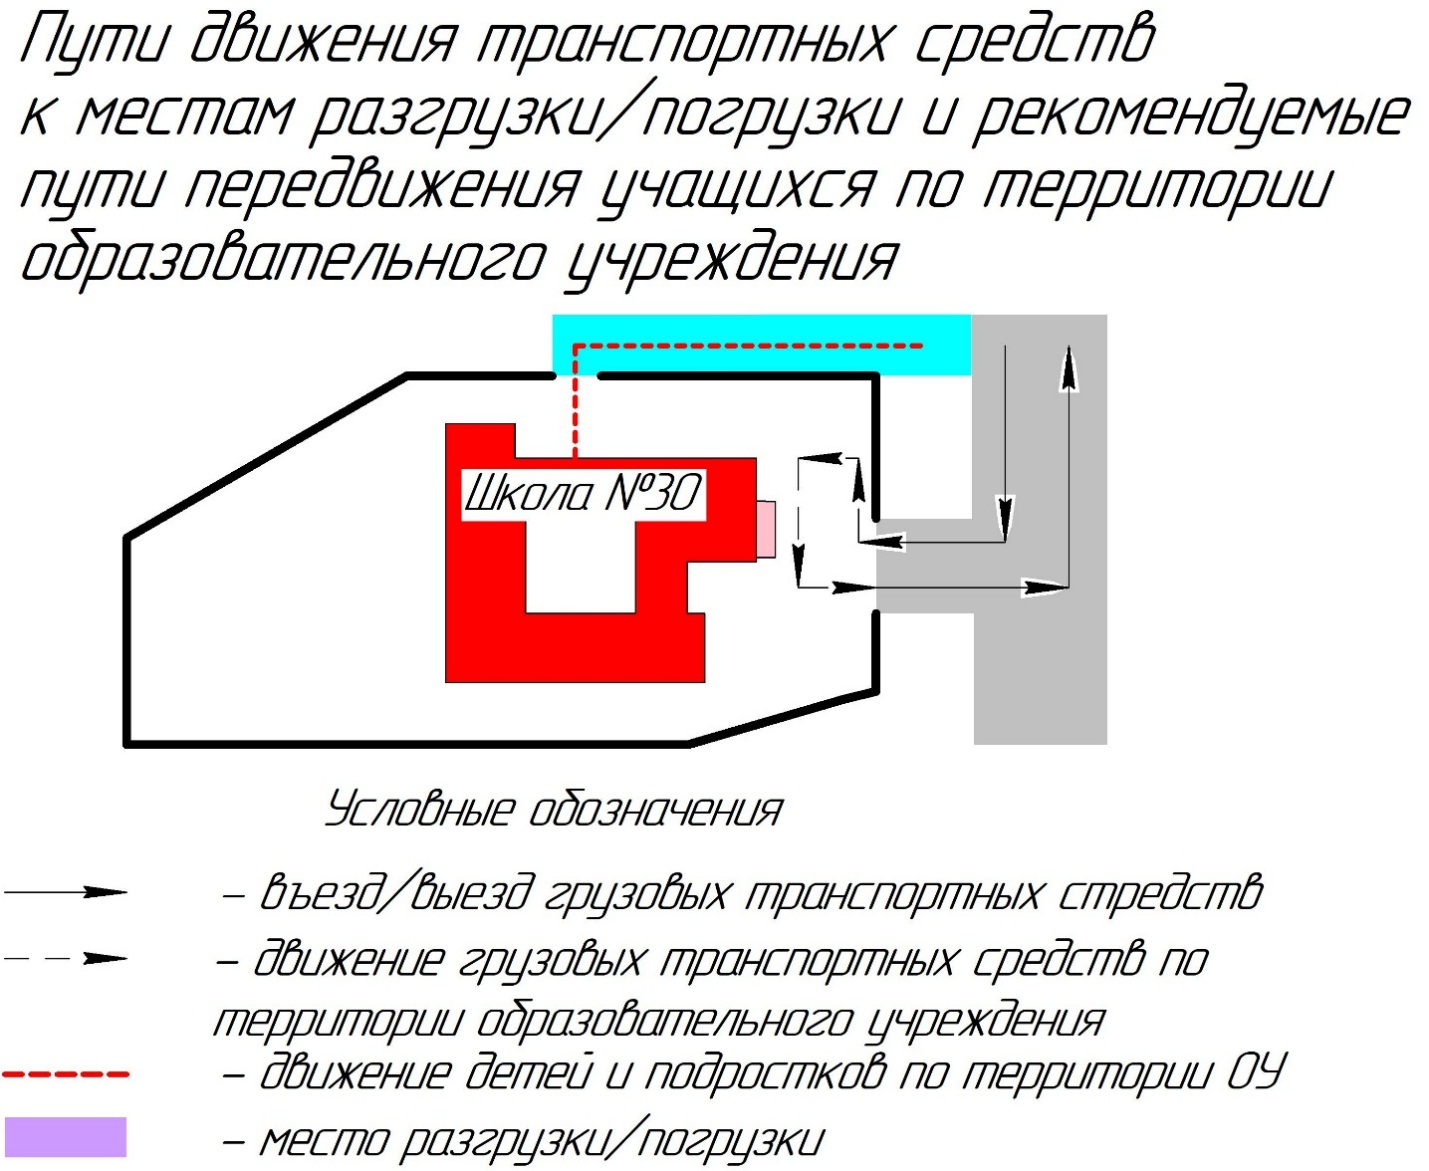 Пути движения транспортных средств
к местам разгрузки/погрузки и рекомендуемые
пути передвижения учащихся по территории
образовательного учреждения
Школа №30
Условные обозначения
– въезд/выезд грузовых транспортных стредств
– движение грузовых транспортных средств по
территории образовательного учреждения
– движение детей и подростков по территории ОУ
– место разгрузки/погрузки